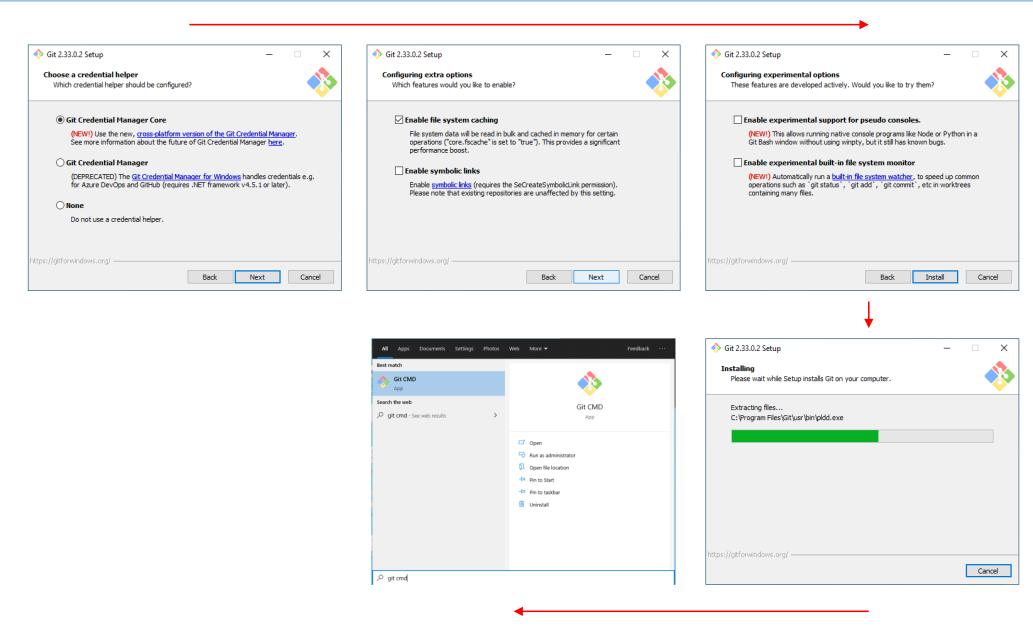 Git 2.33.0.2 Setup
Choose a credential helper
Which credential helper should be configured?
Git Credential Manager Core
(NEW!) Use the new, cross-platform version of the Git Credential Manager.
See more information about the future of Git Credential Manager here.
Git Credential Manager
(DEPRECATED) The Git Credential Manager for Windows handles credentials e.g.
for Azure DevOps and GitHub (requires .NET framework v4.5.1 or later).
None
Do not use a credential helper.
https://gitforwindows.org/
Back Next Cancel
Git 2.33.0.2 Setup
Configuring extra options
Which features would you like to enable?
Enable file system caching
File system data will be read in bulk and cached in memory for certain
operations ("core.fscache" is set to "true"). This provides a significant
performance boost.
Enable symbolic links
Enable symbolic links (requires the SeCreateSymbolicLink permission).
Please note that existing repositories are unaffected by this setting.
https://gitforwindows.org/
Back Next Cancel
Git 2.33.0.2 Setup
Configuring experimental options
These features are developed actively. Would you like to try them?
Enable experimental support for pseudo consoles.
(NEW!) This allows running native console programs like Node or Python in a
Git Bash window without using winpty, but it still has known bugs.
Enable experimental built-in file system monitor
(NEW!) Automatically run a built-in file system watcher, to speed up common
operations such as `git status`, `git add`, `git commit`, etc in worktrees
containing many files.
https://gitforwindows.org/
Back Install Cancel
Git 2.33.0.2 Setup
Installing
Please wait while Setup installs Git on your computer.
Extracting files...
C:\Program Files\Git\usr\bin\pldd.exe
https://gitforwindows.org/
Cancel
All Apps Documents Settings Photos Web More Feedback ...
Best match
Git CMD
App
Search the web
git cmd - See web results
Git CMD
App
Open
Run as administrator
Open file location
Pin to Start
Pin to taskbar
Uninstall
git cmd